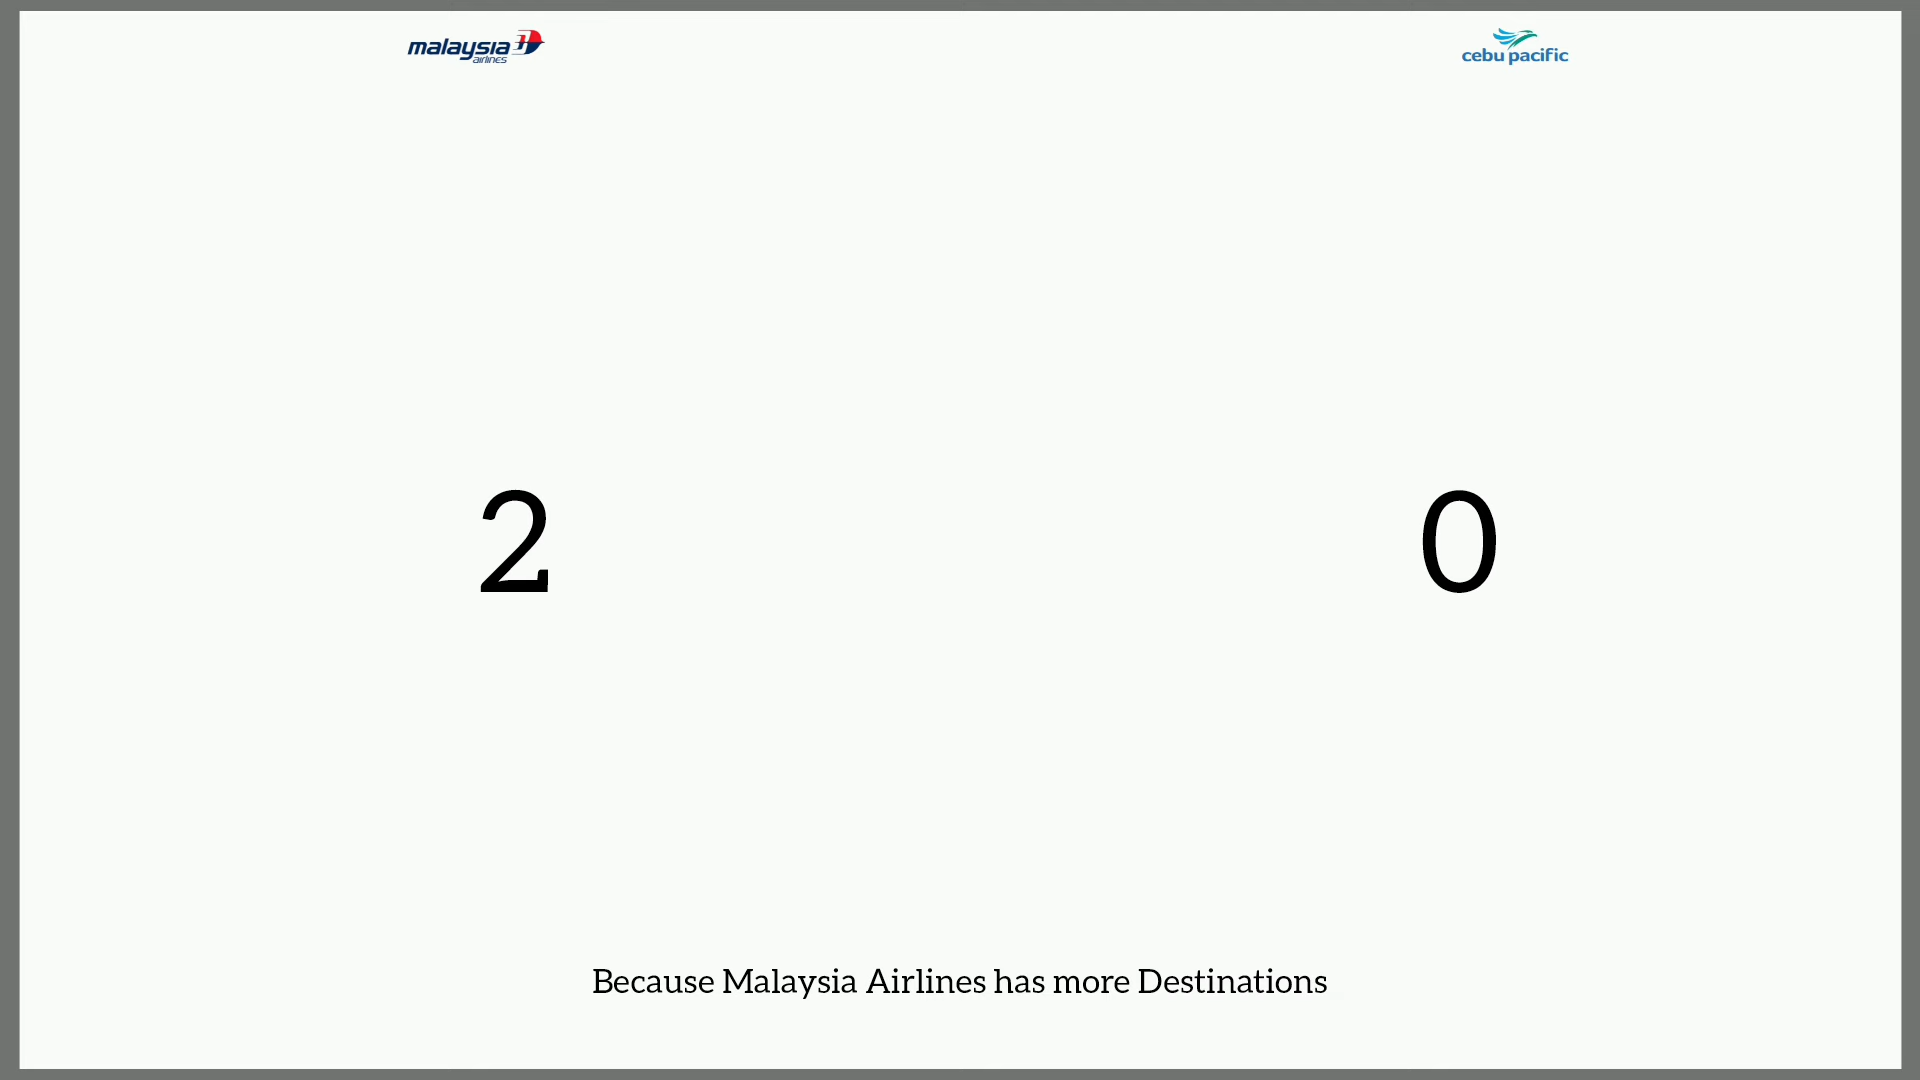 malaysia
airlines
cebu pacific
2
0
Because Malaysia Airlines has more Destinations